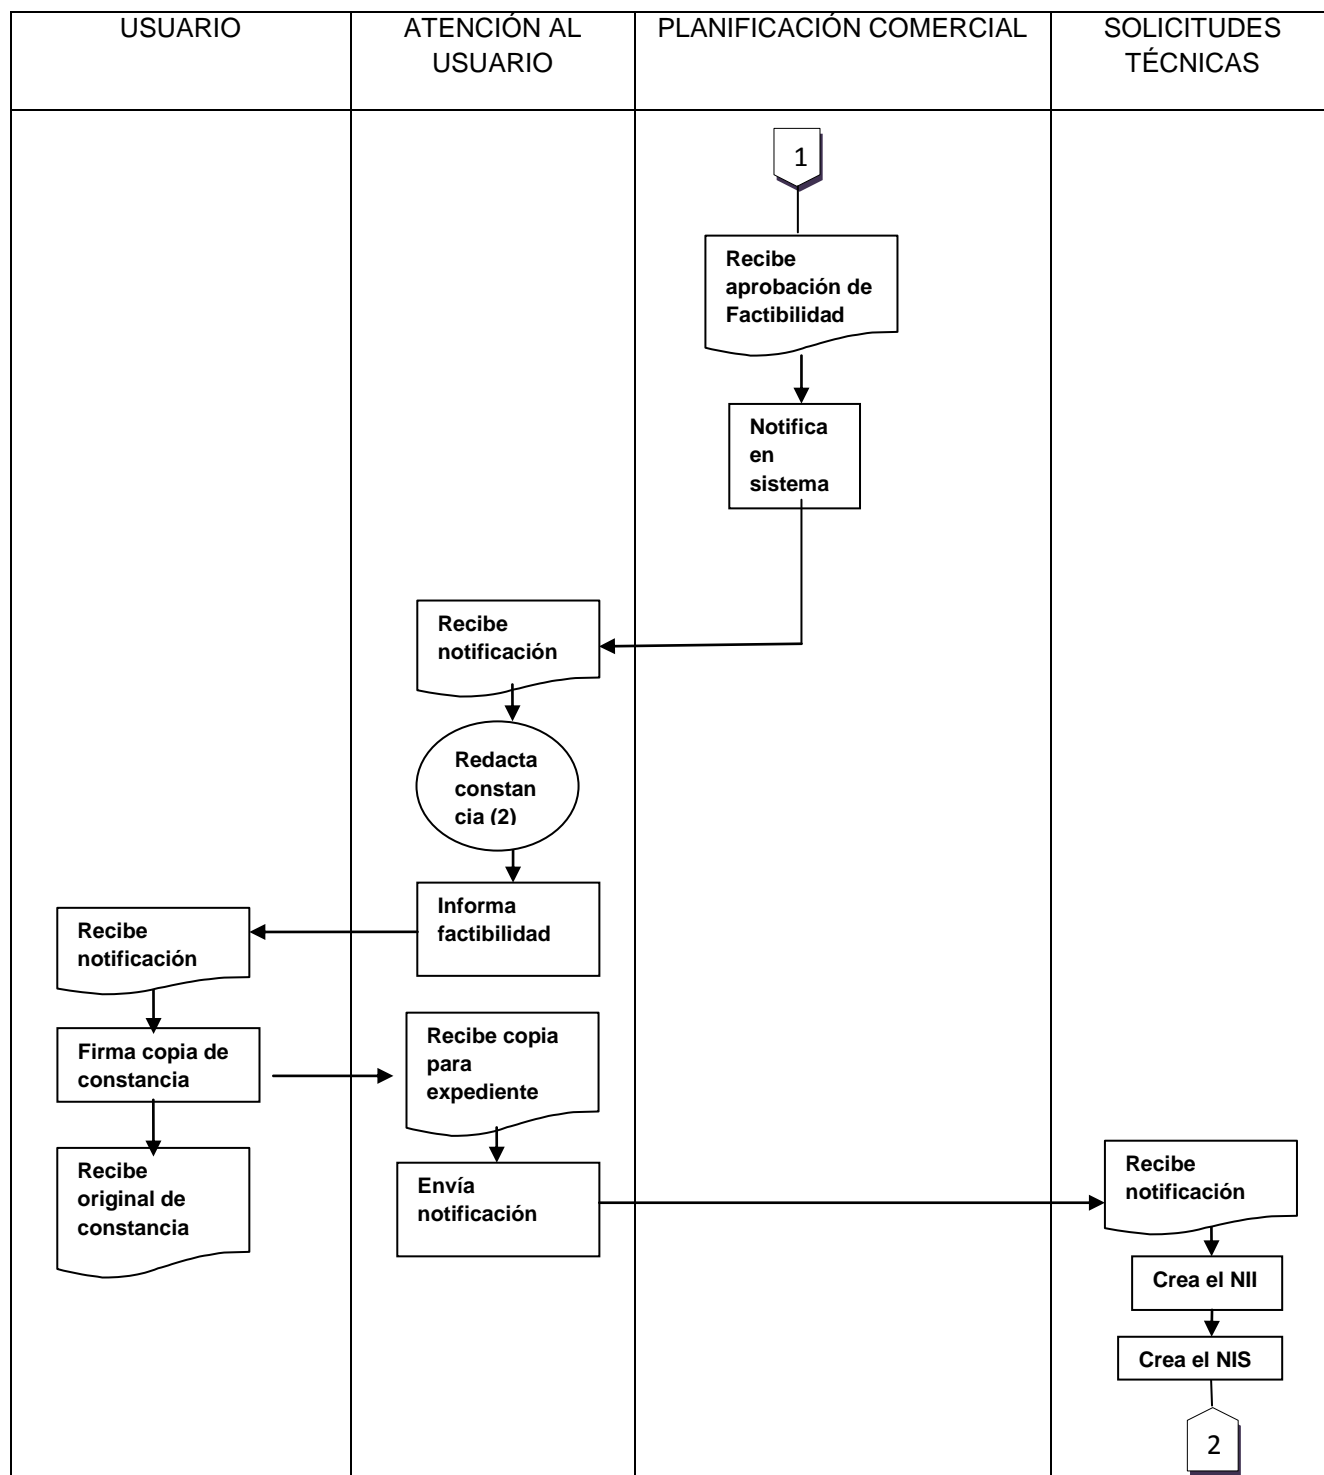 USUARIO
ATENCIÓN AL
USUARIO
PLANIFICACIÓN COMERCIAL
SOLICITUDES
TÉCNICAS
1
Recibe
aprobación de
Factibilidad
Notifica
en
sistema
Recibe
notificación
Redacta
constan
cia (2)
Informa
factibilidad
Recibe
notificación
Firma copia de
constancia
Recibe copia
para
expediente
Recibe
original de
constancia
Envía
notificación
Recibe
notificación
Crea el NII
Crea el NIS
2